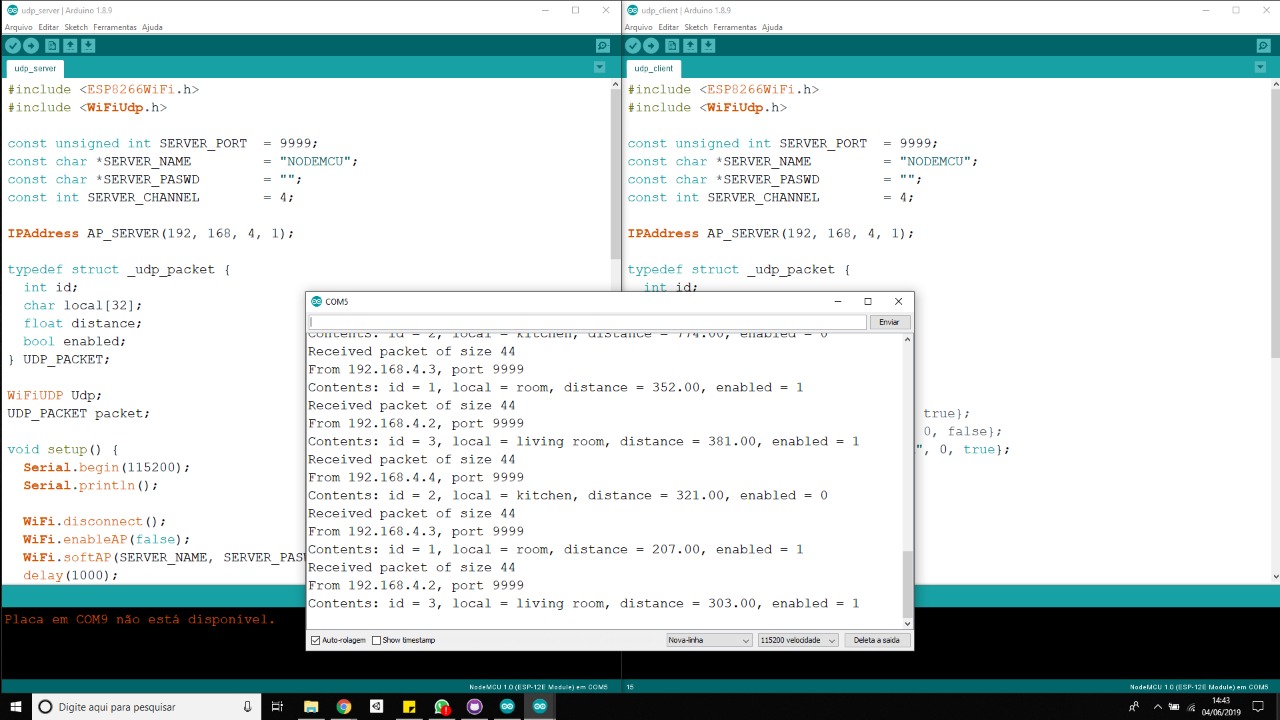 udp_server | Arduino 1.8.9
Arquivo Editar Sketch Ferramentas Ajuda
udp_server
#include <ESP8266WiFi.h>
#include <WiFiUdp.h>
const unsigned int SERVER_PORT = 9999;
const char *SERVER_NAME = "NODEMCU";
const char *SERVER_PASWD = "";
const int SERVER_CHANNEL = 4;
IPAddress AP_SERVER(192, 168, 4, 1);
typedef struct _udp_packet {
int id;
char local[32];
float distance;
bool enabled;
} UDP_PACKET;
WiFiUDP Udp;
UDP_PACKET packet;
void setup() {
Serial.begin(115200);
Serial.println();
WiFi.disconnect();
WiFi.enableAP(false);
WiFi.softAP(SERVER_NAME, SERVER_PASW
delay(1000);
Placa em COM9 não está disponível.
NodeMCU 1.0 (ESP-12E Module) em COM5
udp_client | Arduino 1.8.9
Arquivo Editar Sketch Ferramentas Ajuda
udp_client
#include <ESP8266WiFi.h>
#include <WiFiUdp.h>
const unsigned int SERVER_PORT = 9999;
const char *SERVER_NAME = "NODEMCU";
const char *SERVER_PASWD = "";
const int SERVER_CHANNEL = 4;
IPAddress AP_SERVER(192, 168, 4, 1);
typedef struct _udp_packet {
int id;
true};
0, false};
", 0, true};
15
NodeMCU 1.0 (ESP-12E Module) em COM5
COM5
Enviar
Contents: id = 2, local = kitchen, distance = 774.00, enabled = 0
Received packet of size 44
From 192.168.4.3, port 9999
Contents: id = 1, local = room, distance = 352.00, enabled = 1
Received packet of size 44
From 192.168.4.2, port 9999
Contents: id = 3, local = living room, distance = 381.00, enabled = 1
Received packet of size 44
From 192.168.4.4, port 9999
Contents: id = 2, local = kitchen, distance = 321.00, enabled = 0
Received packet of size 44
From 192.168.4.3, port 9999
Contents: id = 1, local = room, distance = 207.00, enabled = 1
Received packet of size 44
From 192.168.4.2, port 9999
Contents: id = 3, local = living room, distance = 303.00, enabled = 1
Auto-rolagem Show timestamp Nova-linha 115200 velocidade Deleta a saida
Digite aqui para pesquisar
14:43
04/06/2019